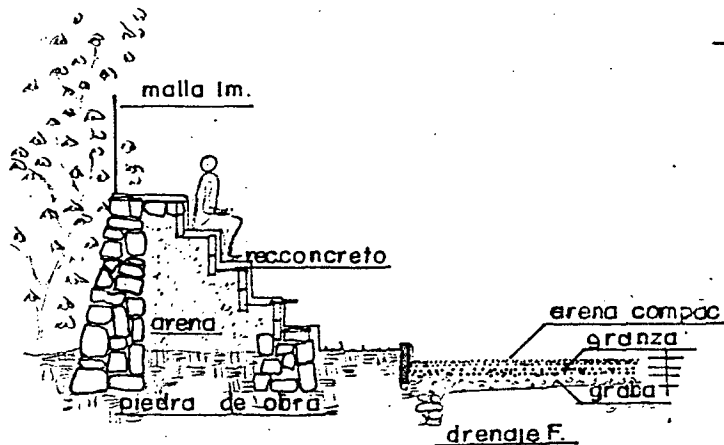 malla Im.
recconcreto
arena
arena compac
granza
graba
piedra de obra
drenaje F.